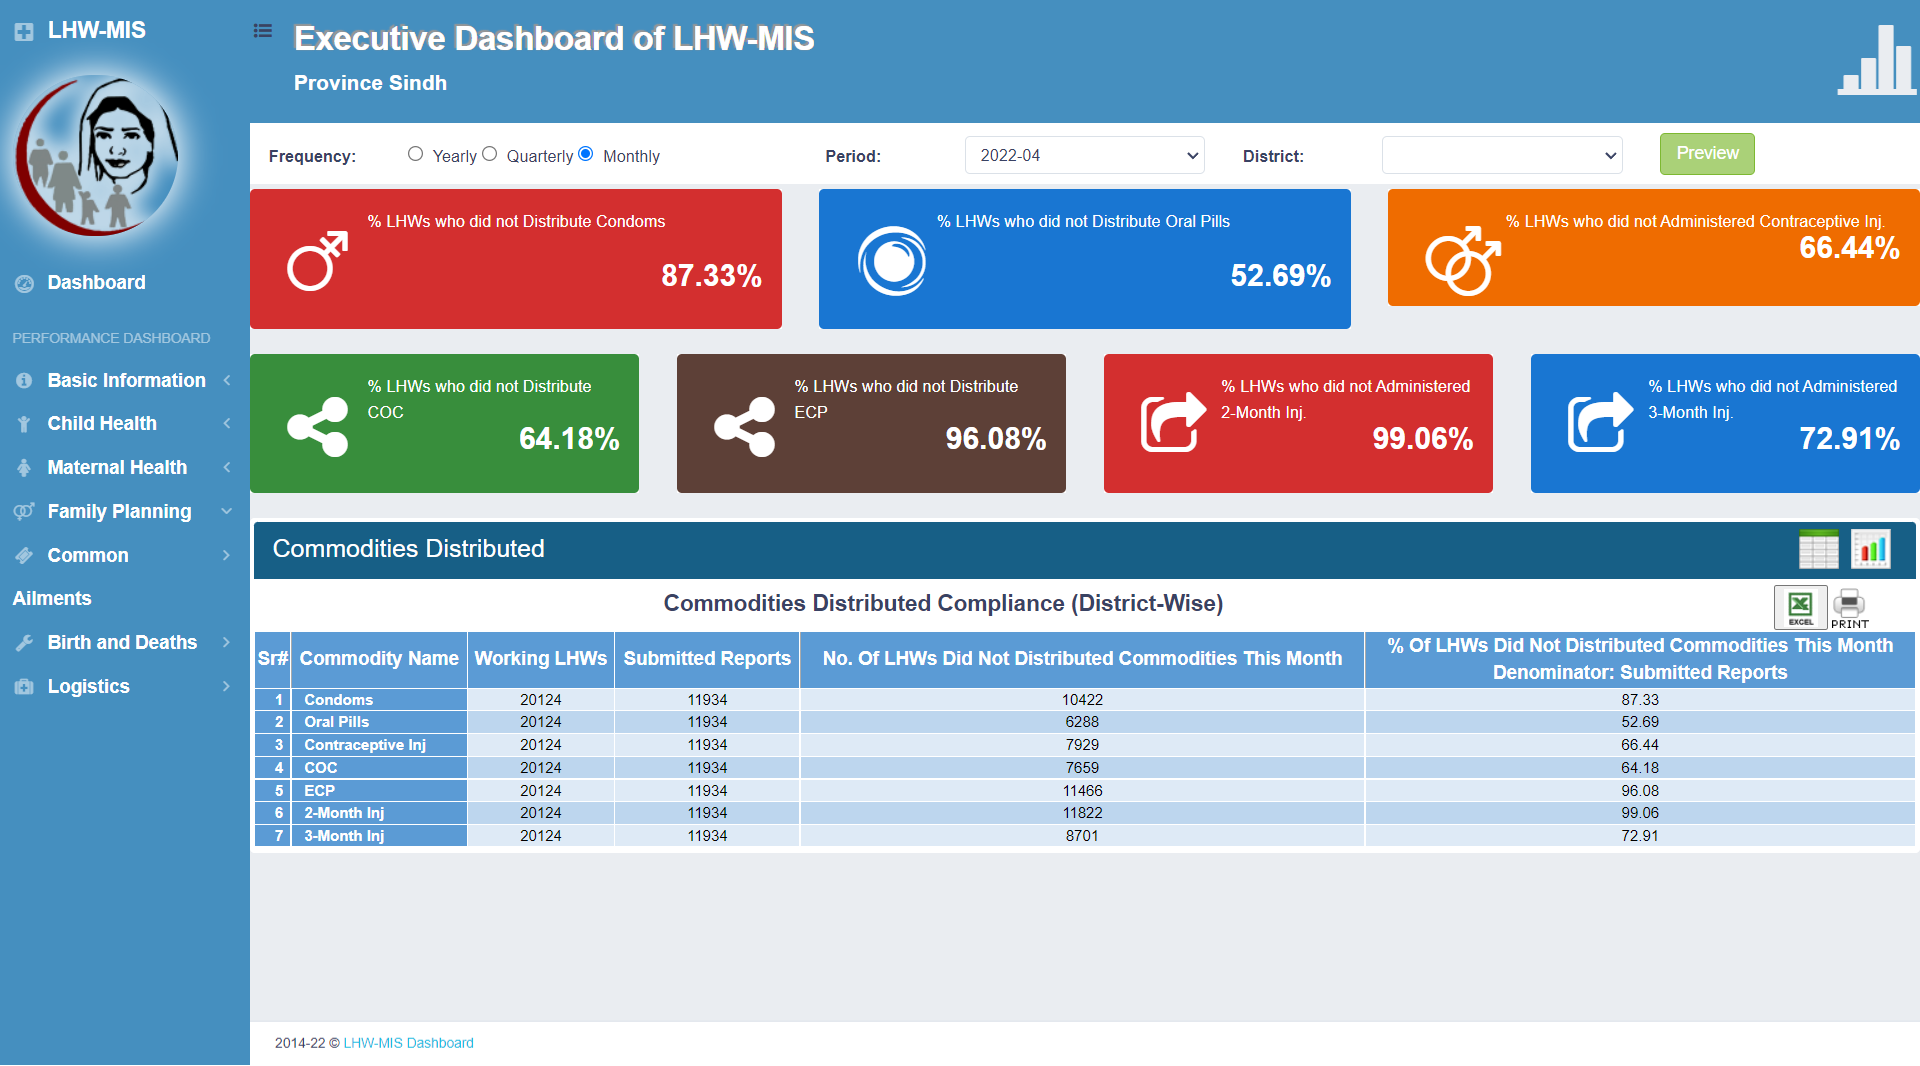 LHW-MIS
Executive Dashboard of LHW-MIS
Province Sindh
Dashboard
PERFORMANCE DASHBOARD
Basic Information
Child Health
Maternal Health
Family Planning
Common
Ailments
Birth and Deaths
Logistics
Frequency: Yearly Quarterly Monthly Period: 2022-04 District: Preview
% LHWs who did not Distribute Condoms
87.33%
% LHWs who did not Distribute Oral Pills
52.69%
% LHWs who did not Administered Contraceptive Inj.
66.44%
% LHWs who did not Distribute
COC
64.18%
% LHWs who did not Distribute
ECP
96.08%
% LHWs who did not Administered
2-Month Inj.
99.06%
% LHWs who did not Administered
3-Month Inj.
72.91%
Commodities Distributed
Commodities Distributed Compliance (District-Wise)
EXCEL PRINT
Sr# Commodity Name Working LHWs Submitted Reports No. Of LHWs Did Not Distributed Commodities This Month % Of LHWs Did Not Distributed Commodities This Month
Denominator: Submitted Reports
1 Condoms 20124 11934 10422 87.33
2 Oral Pills 20124 11934 6288 52.69
3 Contraceptive Inj 20124 11934 7929 66.44
4 COC 20124 11934 7659 64.18
5 ECP 20124 11934 11466 96.08
6 2-Month Inj 20124 11934 11822 99.06
7 3-Month Inj 20124 11934 8701 72.91
2014-22 © LHW-MIS Dashboard